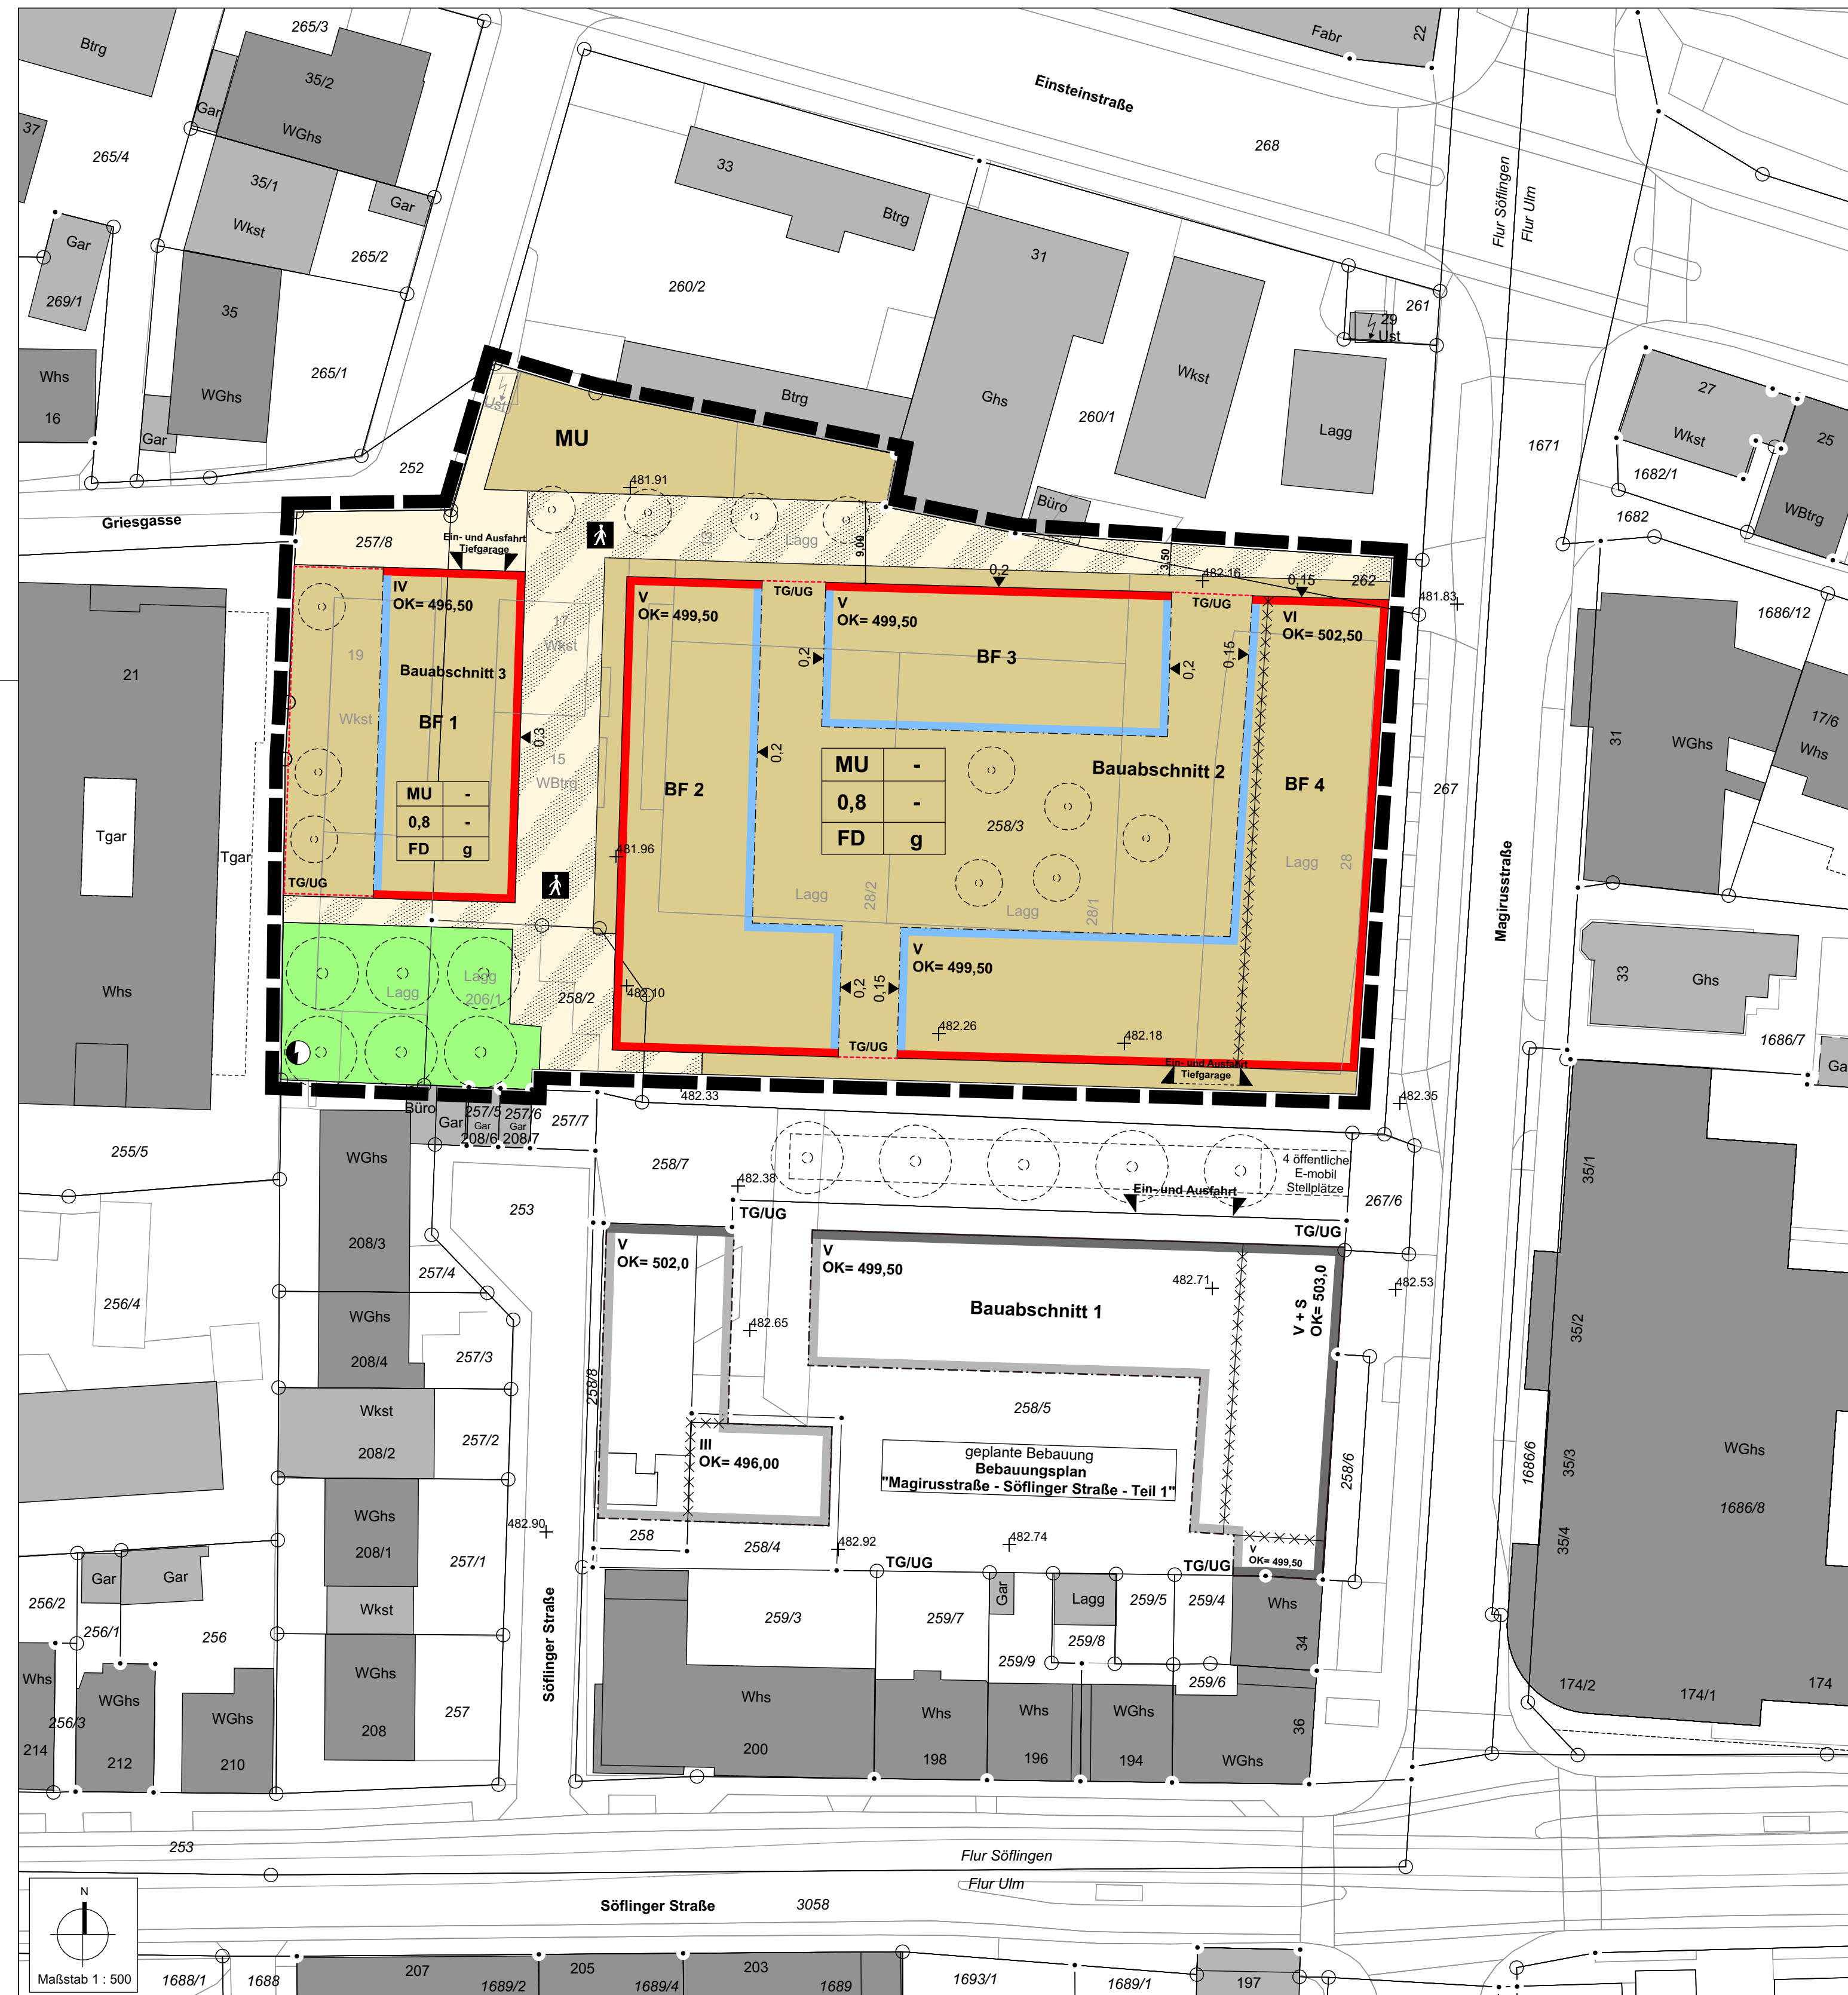 Btrg
265/3
35/2
Gar
WGhs
37
265/4
35/1
Wkst
Gar
265/2
Gar
269/1
35
WGhs
265/1
Whs
16
Gar
252
Griesgasse
Fabr
22
Einsteinstraße
268
33
Btrg
31
260/2
Ghs
260/1
Wkst
Lagg
261
29
Ust
Btrg
Büro
Flur Söflingen
Flur Ulm
1671
27
Wkst
25
1682/1
WBtrg
1682
Ust
MU
481.91
257/8
Ein- und Ausfahrt
Tiefgarage
13
Lagg
9,00
3,50
0,2
482.16
0,15
262
481.83
IV
OK= 496,50
V
OK= 499,50
TG/UG
V
OK= 499,50
TG/UG
VI
OK= 502,50
19
Wkst
Bauabschnitt 3
BF 1
17
Wkst
15
WBtrg
0,3
0,2
BF 3
0,2
0,15
0,2
BF 2
MU -
0,8 -
FD g
MU -
0,8 -
FD g
Bauabschnitt 2
BF 4
258/3
Lagg
28
481.96
TG/UG
Lagg
28/2
Lagg
28/1
V
OK= 499,50
0,2
0,15
482.10
482.26
482.18
TG/UG
Ein- und Ausfahrt
Tiefgarage
Lagg
Lagg
206/1
258/2
21
Tgar
Tgar
Whs
267
Magirusstraße
1686/12
31
WGhs
17/6
Whs
33
Ghs
1686/7
Ga
482.33
482.35
Büro
Gar
257/5
Gar
208/6
257/6
Gar
208/7
257/7
255/5
WGhs
208/3
253
257/4
256/4
WGhs
208/4
257/3
Wkst
208/2
257/2
WGhs
208/1
257/1
Wkst
WGhs
208
257
258/7
482.38
TG/UG
Ein- und Ausfahrt
4 öffentliche
E-mobil
Stellplätze
TG/UG
267/6
V
OK= 502,0
V
OK= 499,50
482.71
482.53
Bauabschnitt 1
V + S
OK= 503,0
482.65
258/8
258/5
III
OK= 496,00
geplante Bebauung
Bebauungsplan
"Magirusstraße - Söflinger Straße - Teil 1"
258/6
482.90
258
258/4
482.92
482.74
TG/UG
TG/UG
V
OK= 499,50
35/1
35/2
35/3
35/4
1686/6
WGhs
1686/8
174/2
174/1
174
Söflinger Straße
259/3
259/7
Gar
Lagg
259/5
259/4
Whs
34
259/8
259/9
259/6
Whs
200
Whs
198
Whs
196
WGhs
194
36
WGhs
Gar
Gar
256/2
256/1
256
Whs
214
256/3
WGhs
212
WGhs
210
253
Flur Söflingen
Flur Ulm
Söflinger Straße
3058
N
Maßstab 1 : 500
1688/1
1688
207
1689/2
205
1689/4
203
1689
1693/1
1689/1
197